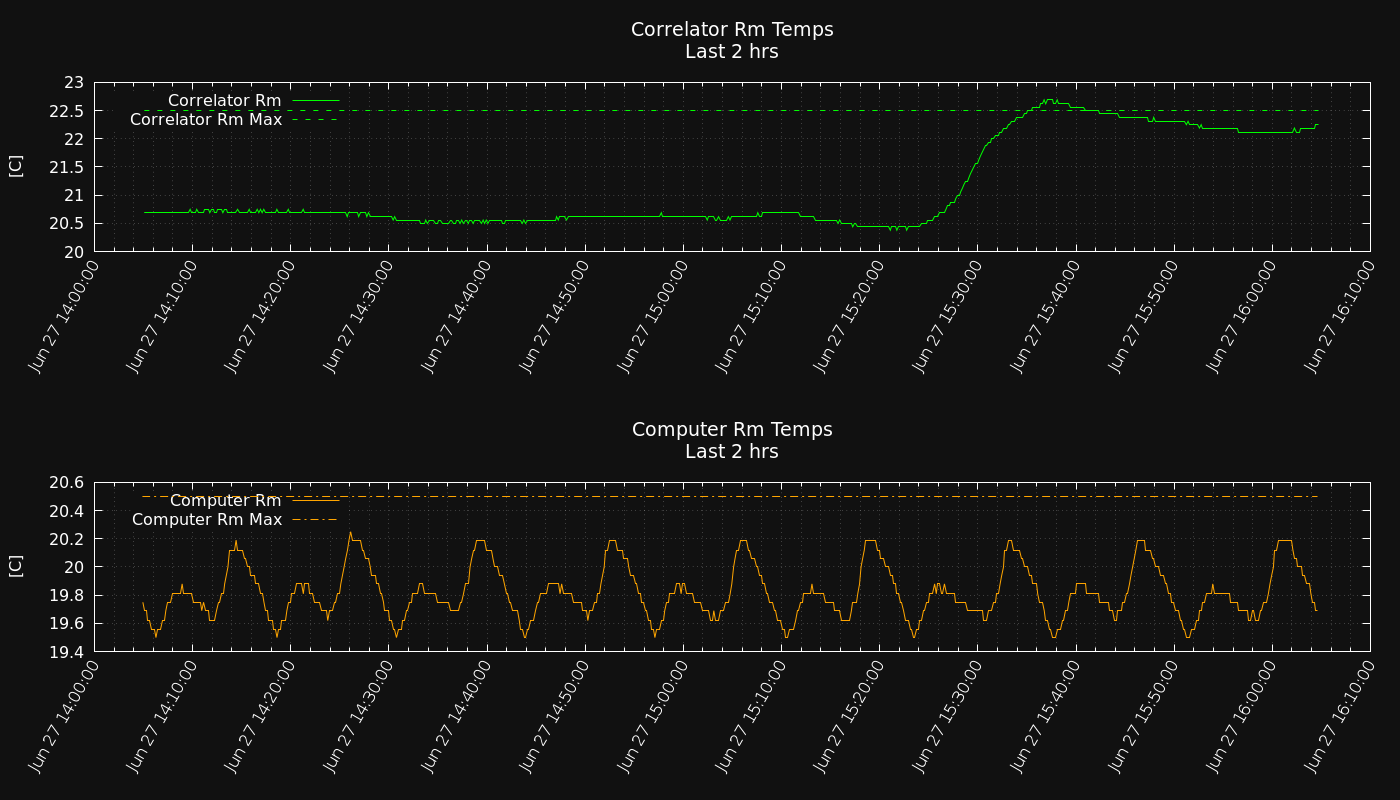 Correlator Rm Temps
Last 2 hrs
[C]
23
22.5
22
21.5
21
20.5
20
Correlator Rm
Correlator Rm Max
Jun 27 14:00:00
Jun 27 14:10:00
Jun 27 14:20:00
Jun 27 14:30:00
Jun 27 14:40:00
Jun 27 14:50:00
Jun 27 15:00:00
Jun 27 15:10:00
Jun 27 15:20:00
Jun 27 15:30:00
Jun 27 15:40:00
Jun 27 15:50:00
Jun 27 16:00:00
Jun 27 16:10:00
Computer Rm Temps
Last 2 hrs
[C]
20.6
20.4
20.2
20
19.8
19.6
19.4
Computer Rm
Computer Rm Max
Jun 27 14:00:00
Jun 27 14:10:00
Jun 27 14:20:00
Jun 27 14:30:00
Jun 27 14:40:00
Jun 27 14:50:00
Jun 27 15:00:00
Jun 27 15:10:00
Jun 27 15:20:00
Jun 27 15:30:00
Jun 27 15:40:00
Jun 27 15:50:00
Jun 27 16:00:00
Jun 27 16:10:00